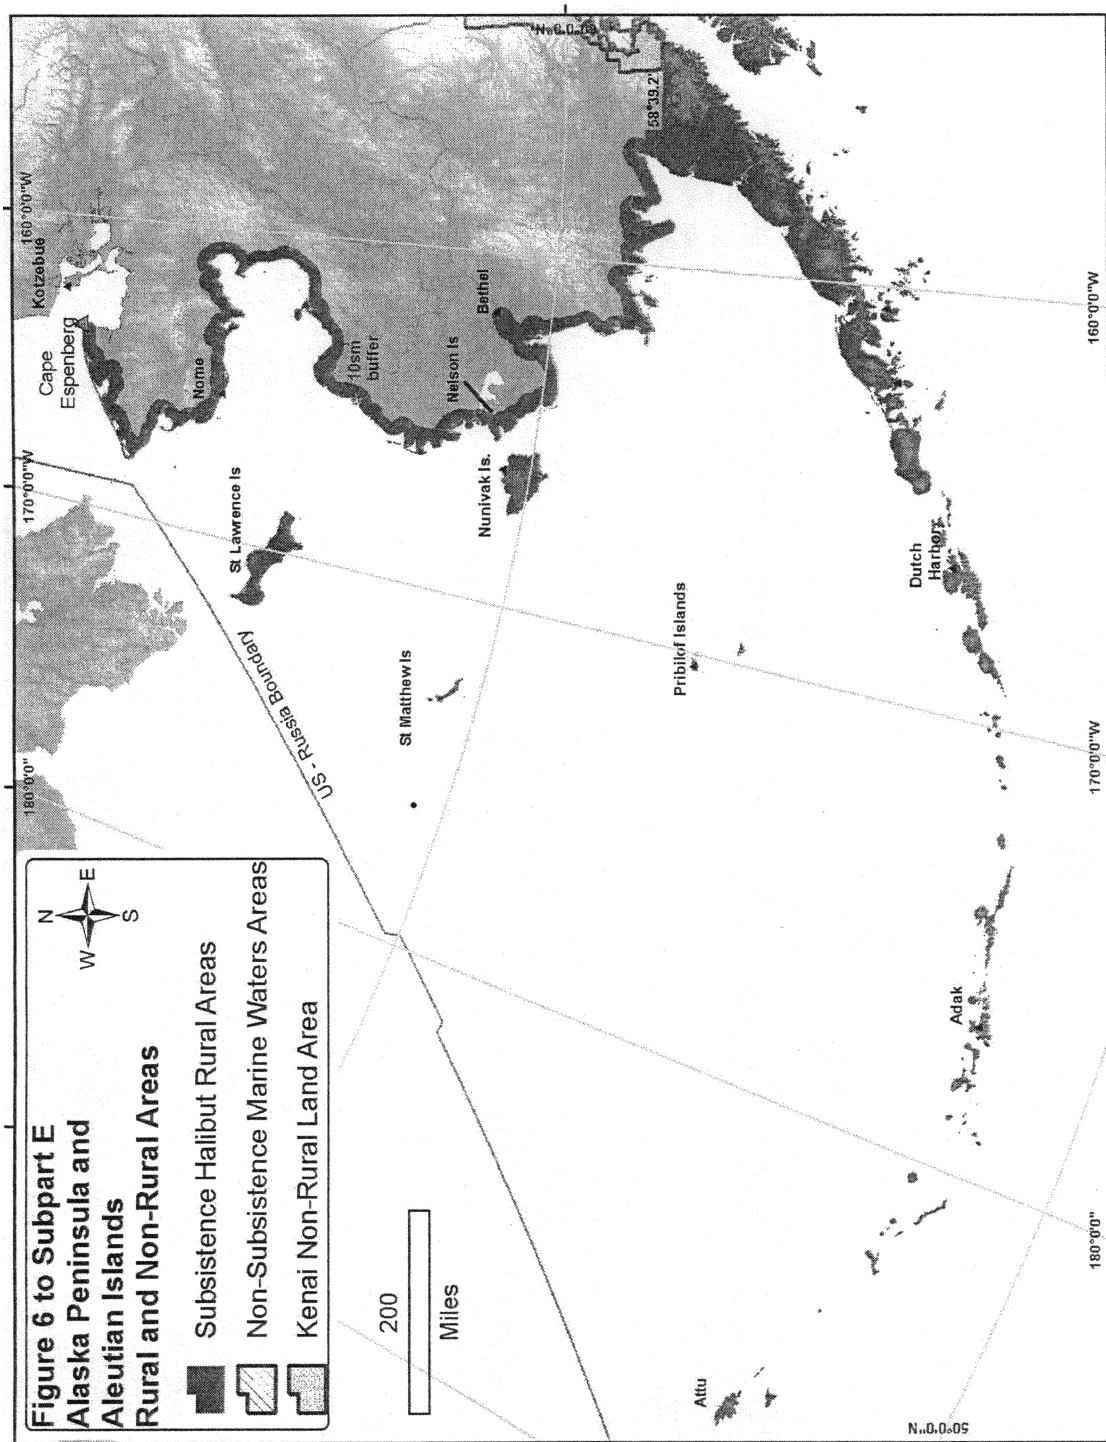 Figure 6 to Subpart E
Alaska Peninsula and
Aleutian Islands
Rural and Non-Rural Areas
N
W
E
S
Subsistence Halibut Rural Areas
Non-Subsistence Marine Waters Areas
Kenai Non-Rural Land Area
200
Miles
180°0'0"
170°0'0"W
160°0'0"W
Kotzebue
Cape
Espenberg
Nome
10sm
buffer
US - Russia Boundary
St Lawrence Is
St Matthew Is
Nunivak Is.
Nelson Is
Bethel
60°0'0"N
58°39.2'
Pribilof Islands
Dutch
Harbor
Adak
Attu
50°0'0"N
180°0'0"
170°0'0"W
160°0'0"W